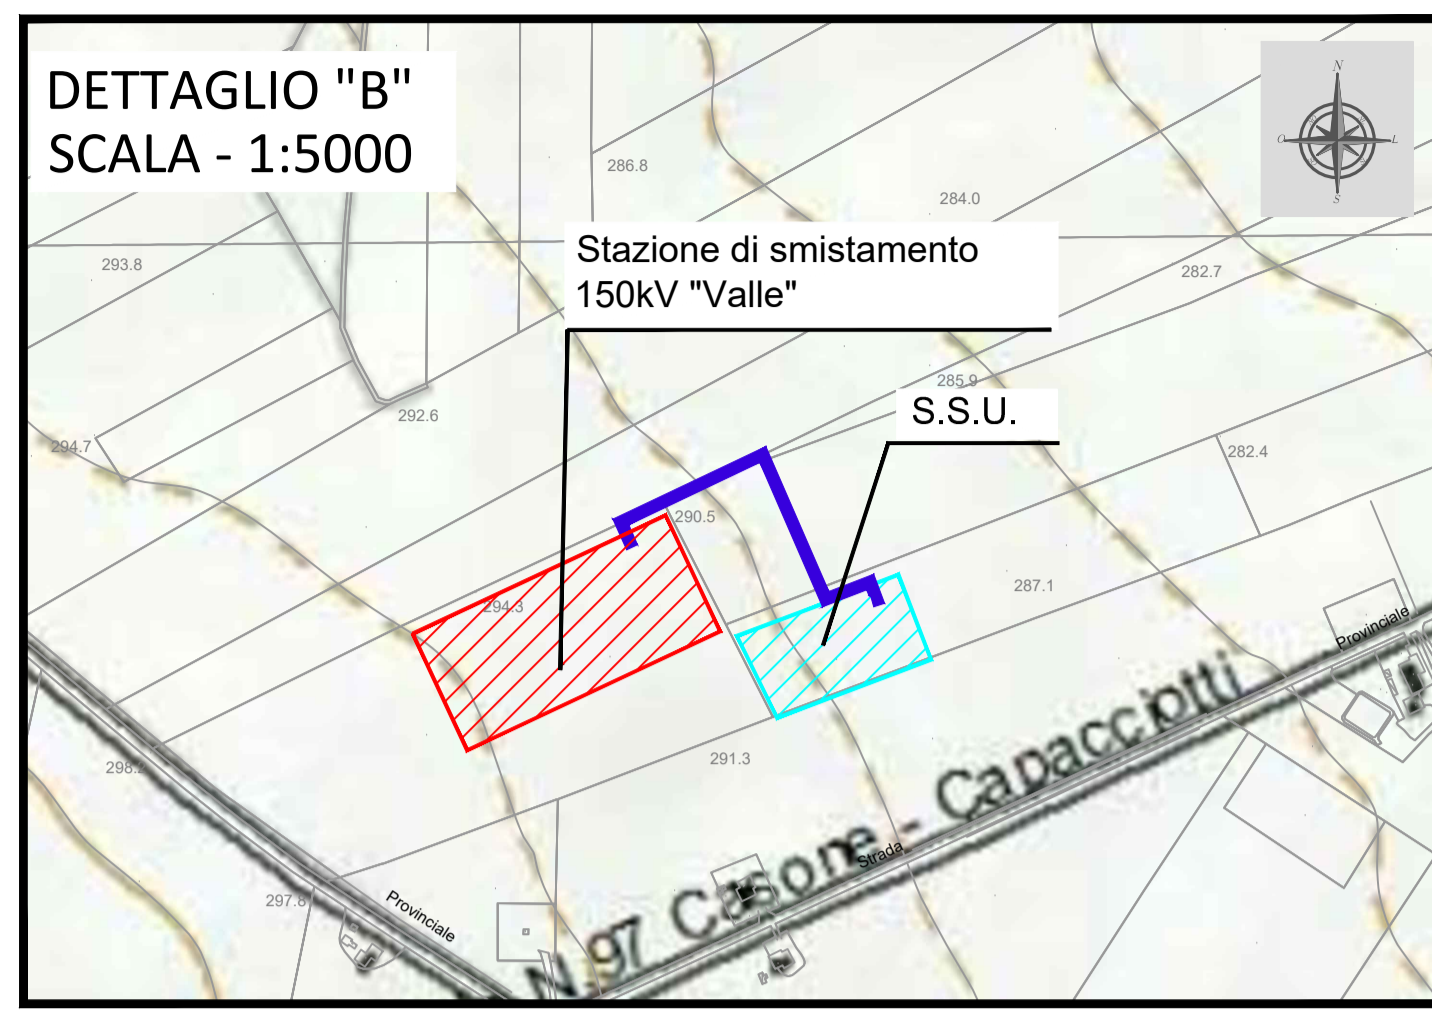 DETTAGLIO "B"
SCALA - 1:5000
N
O
L
S
286.8
284.0
Stazione di smistamento
150kV "Valle"
293.8
282.7
285.9
S.S.U.
292.6
294.7
282.4
290.5
287.1
294.3
Provinciale
291.3
298.2
N.97 Casone - Capacciotti
Strada
297.8
Provinciale